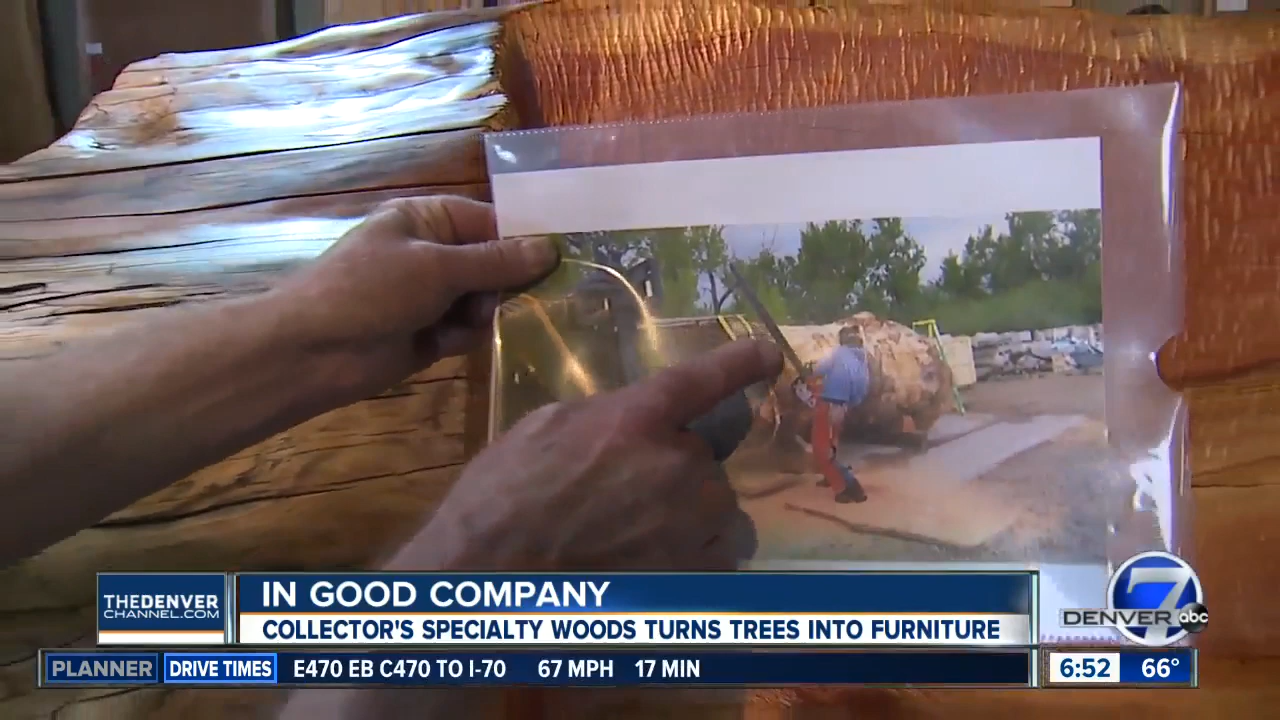 THEDENVER
CHANNEL.COM
IN GOOD COMPANY
COLLECTOR'S SPECIALTY WOODS TURNS TREES INTO FURNITURE
DENVER 7 abc
PLANNER DRIVE TIMES E470 EB C470 TO I-70 67 MPH 17 MIN
6:52 66°